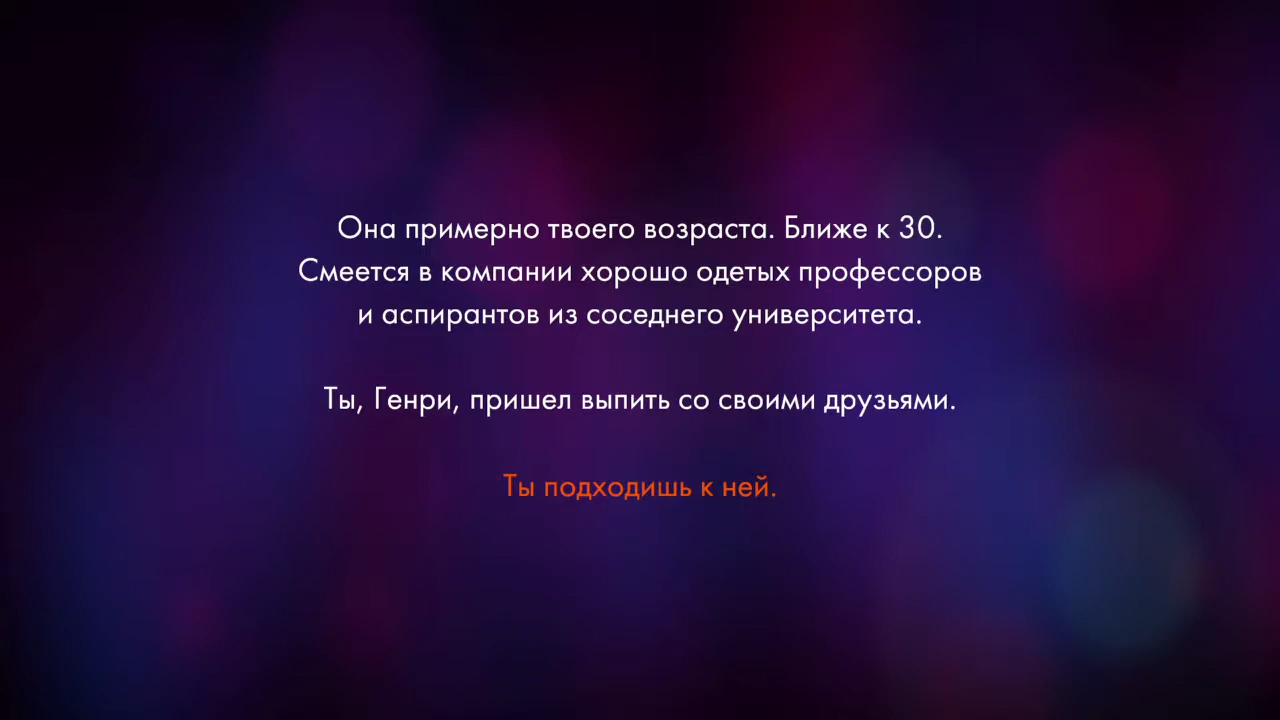 Она примерно твоего возраста. Ближе к 30.
Смеется в компании хорошо одетых профессоров
и аспирантов из соседнего университета.
Ты, Генри, пришел выпить со своими друзьями.
Ты подходишь к ней.